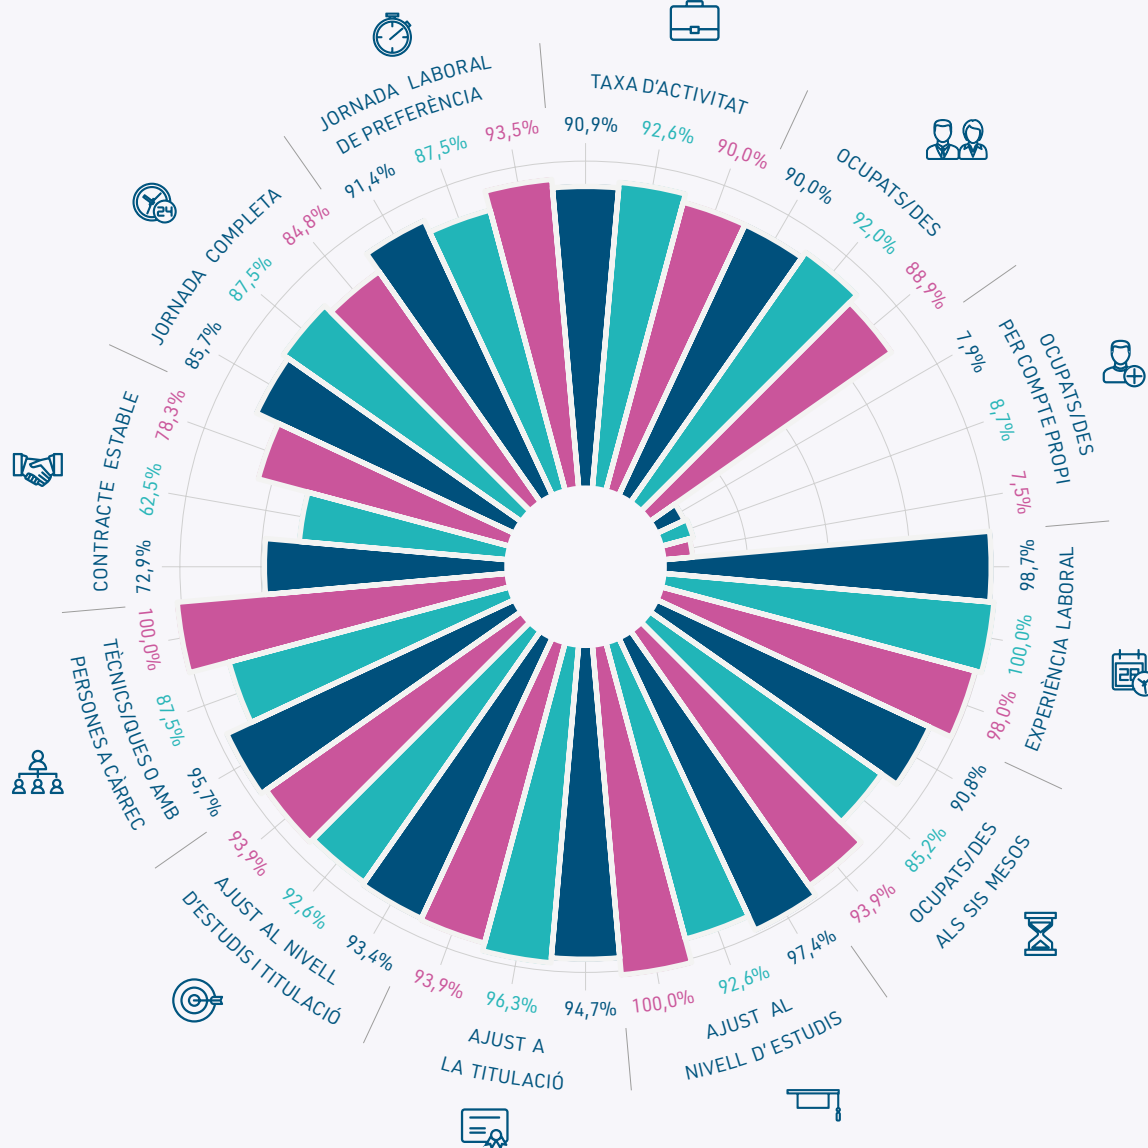 TAXA D'ACTIVITAT
90,9%
92,6%
90,0%
OCUPATS/DES
90,0%
92,0%
88,9%
OCUPATS/DES
PER COMPTE PROPI
7,9%
8,7%
7,5%
EXPERIÈNCIA LABORAL
98,7%
100,0%
98,0%
OCUPATS/DES
ALS SIS MESOS
90,8%
85,2%
93,9%
AJUST AL
NIVELL D'ESTUDIS
97,4%
92,6%
100,0%
AJUST A
LA TITULACIÓ
94,7%
96,3%
93,9%
AJUST AL NIVELL
D'ESTUDIS I TITULACIÓ
93,4%
92,6%
93,9%
TÈCNICS/QUES O AMB
PERSONES A CÀRREC
95,7%
87,5%
100,0%
CONTRACTE ESTABLE
72,9%
62,5%
78,3%
JORNADA COMPLETA
85,7%
87,5%
84,8%
JORNADA LABORAL
DE PREFERÈNCIA
91,4%
87,5%
93,5%
24